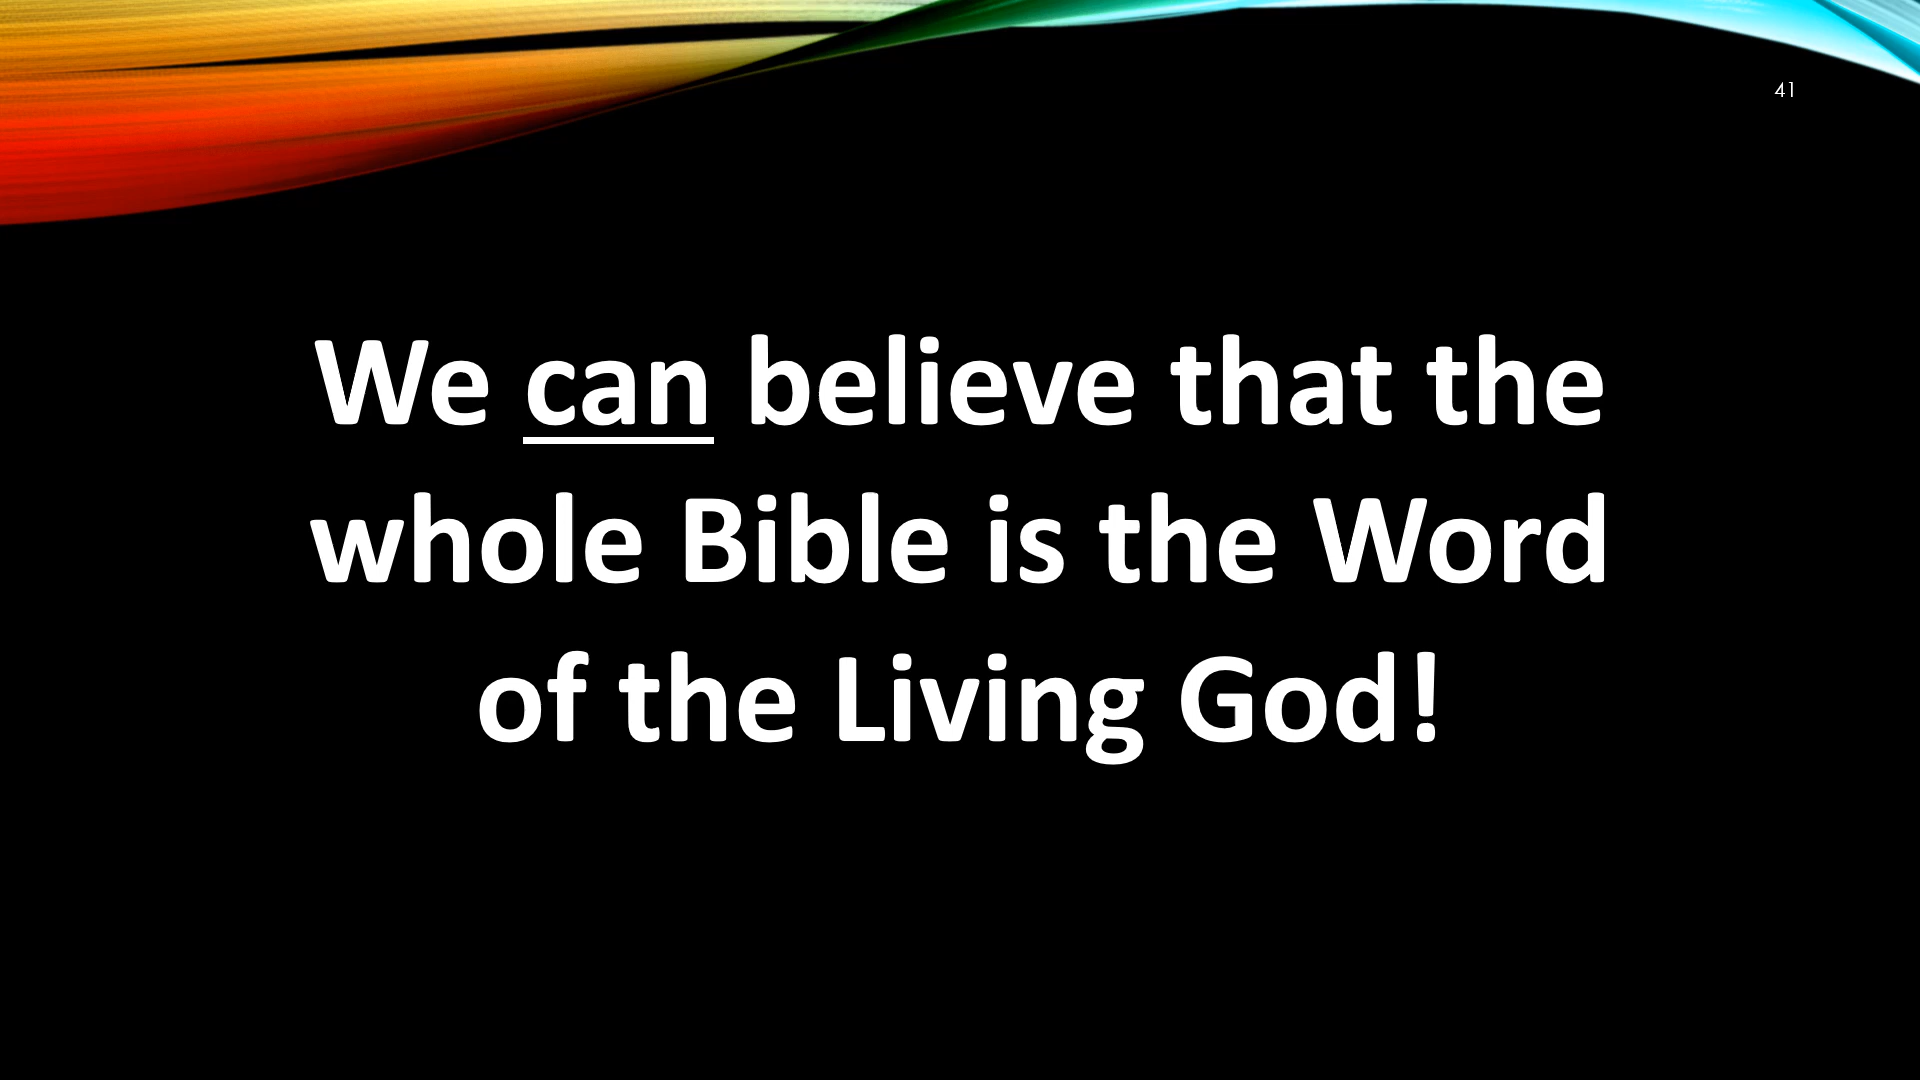 41
We can believe that the
whole Bible is the Word
of the Living God!